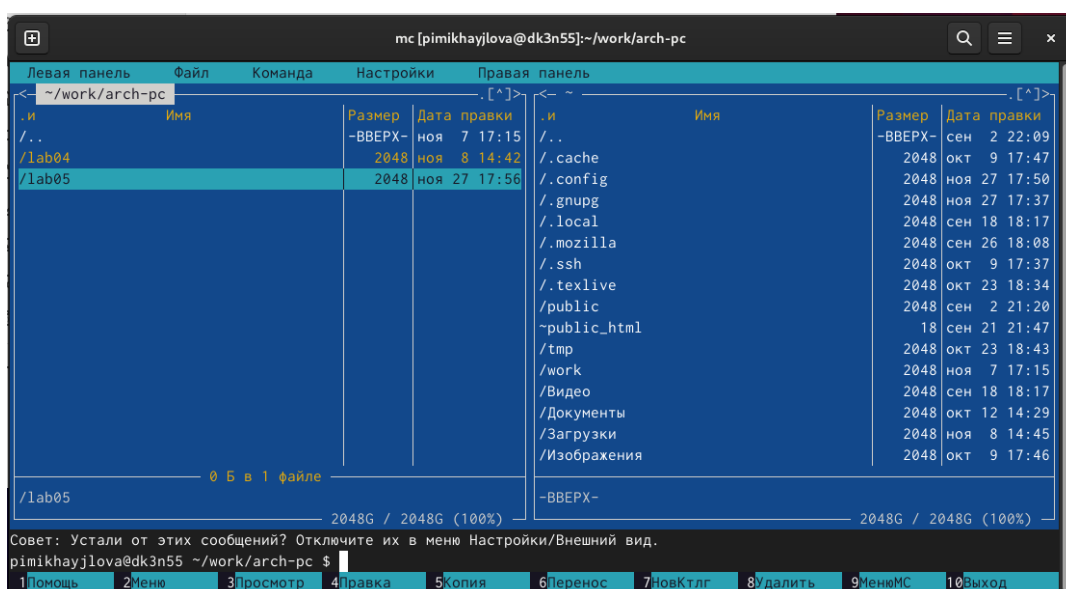 mc [pimikhayjlova@dk3n55]:~/work/arch-pc
Левая панель Файл Команда Настройки Правая панель
<— ~/work/arch-pc .[^]> <— ~ .[^]>
.и Имя Размер Дата правки .и Имя Размер Дата правки
/.. -ВВЕРХ- ноя 7 17:15 /.. -ВВЕРХ- сен 2 22:09
/lab04 2048 ноя 8 14:42 /.cache 2048 окт 9 17:47
/lab05 2048 ноя 27 17:56 /.config 2048 ноя 27 17:50
/.gnupg 2048 ноя 27 17:37
/.local 2048 сен 18 18:17
/.mozilla 2048 сен 26 18:08
/.ssh 2048 окт 9 17:37
/.texlive 2048 окт 23 18:34
/public 2048 сен 2 21:20
~public_html 18 сен 21 21:47
/tmp 2048 окт 23 18:43
/work 2048 ноя 7 17:15
/Видео 2048 сен 18 18:17
/Документы 2048 окт 12 14:29
/Загрузки 2048 ноя 8 14:45
/Изображения 2048 окт 9 17:46
0 Б в 1 файле
/lab05 -ВВЕРХ-
2048G / 2048G (100%) 2048G / 2048G (100%)
Совет: Устали от этих сообщений? Отключите их в меню Настройки/Внешний вид.
pimikhayjlova@dk3n55 ~/work/arch-pc $
1Помощь 2Меню 3Просмотр 4Правка 5Копия 6Перенос 7НовКтлг 8Удалить 9МенюМС 10Выход